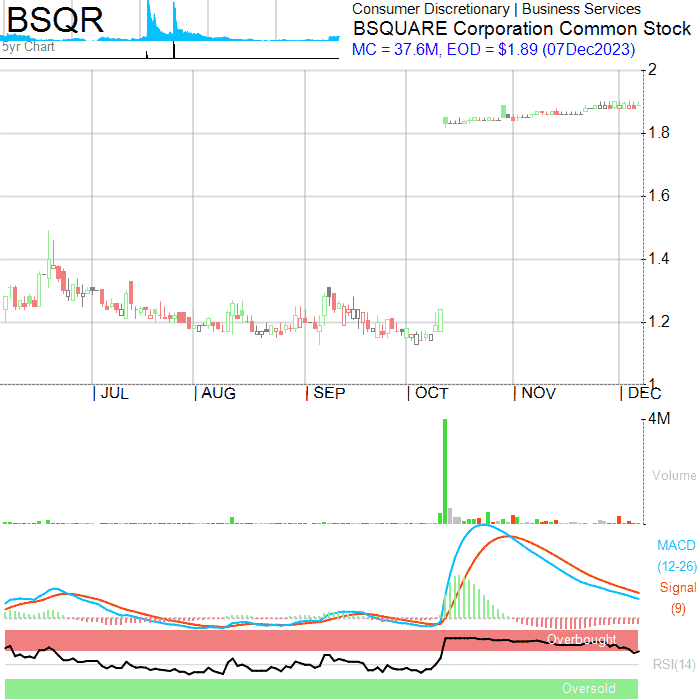 BSQR
5yr Chart
Consumer Discretionary | Business Services
BSQUARE Corporation Common Stock
MC = 37.6M, EOD = $1.89 (07Dec2023)
2
1.8
1.6
1.4
1.2
1
JUL AUG SEP OCT NOV DEC
4M
Volume
MACD
(12-26)
Signal
(9)
Overbought
RSI(14)
Oversold